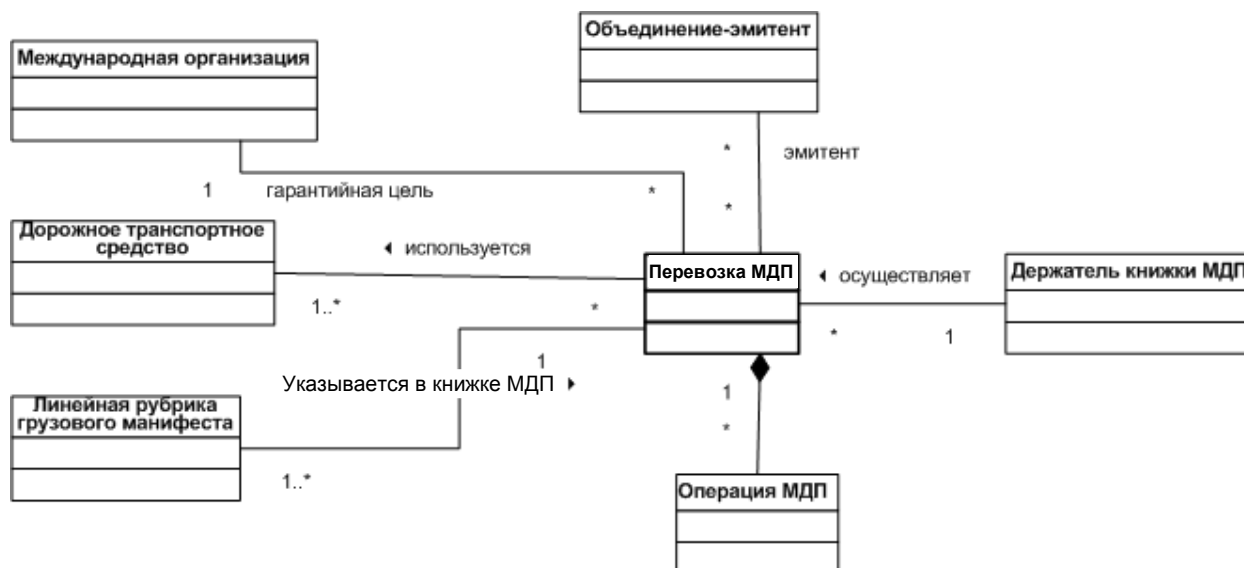 Объединение-эмитент
Международная организация
* эмитент
1 гарантийная цель *
*
Дорожное транспортное
средство
используется
Перевозка МДП
осуществляет
Держатель книжки МДП
1..* *
* 1
1
Указывается в книжке МДП
1
Линейная рубрика
грузового манифеста
*
1..*
Операция МДП